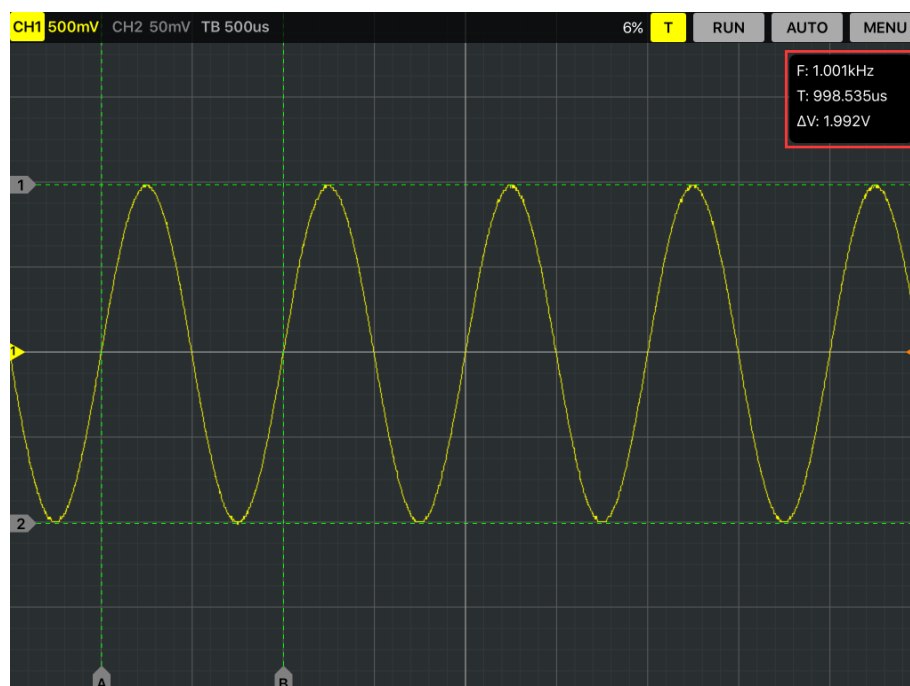 CH1 500mV CH2 50mV TB 500us 6% T RUN AUTO MENU
F: 1.001kHz
T: 998.535us
ΔV: 1.992V
1
1
2
A B